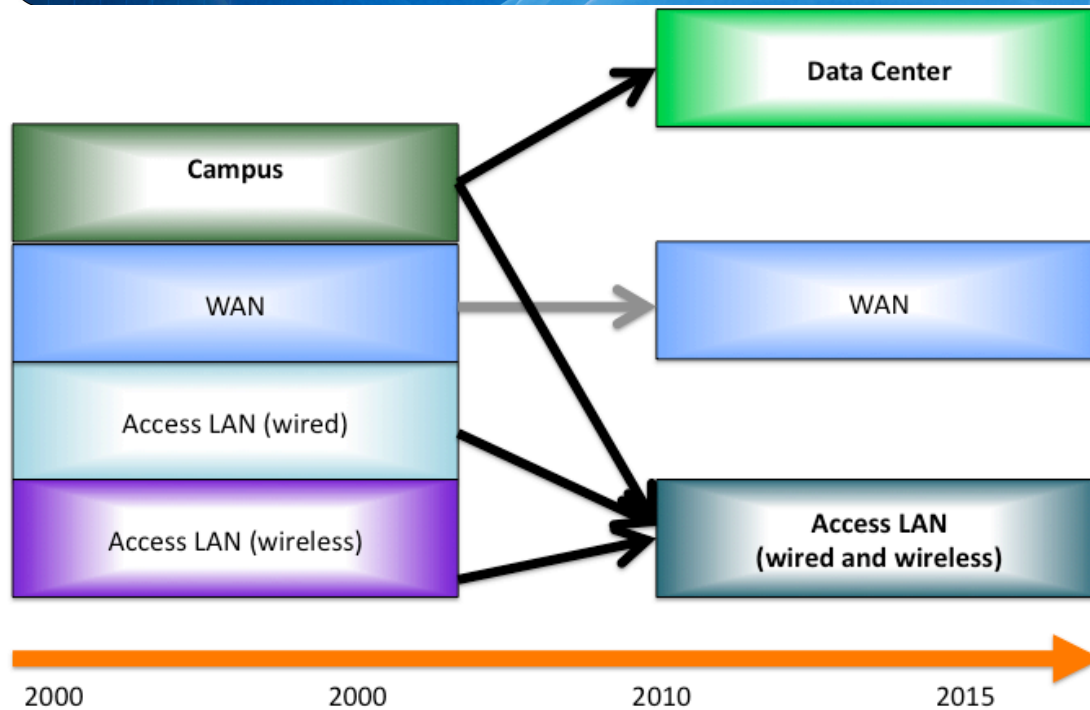 Data Center
Campus
WAN
WAN
Access LAN (wired)
Access LAN (wireless)
Access LAN
(wired and wireless)
2000 2000 2010 2015